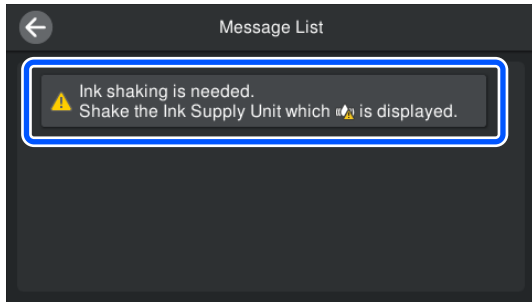 Message List
Ink shaking is needed.
Shake the Ink Supply Unit which is displayed.